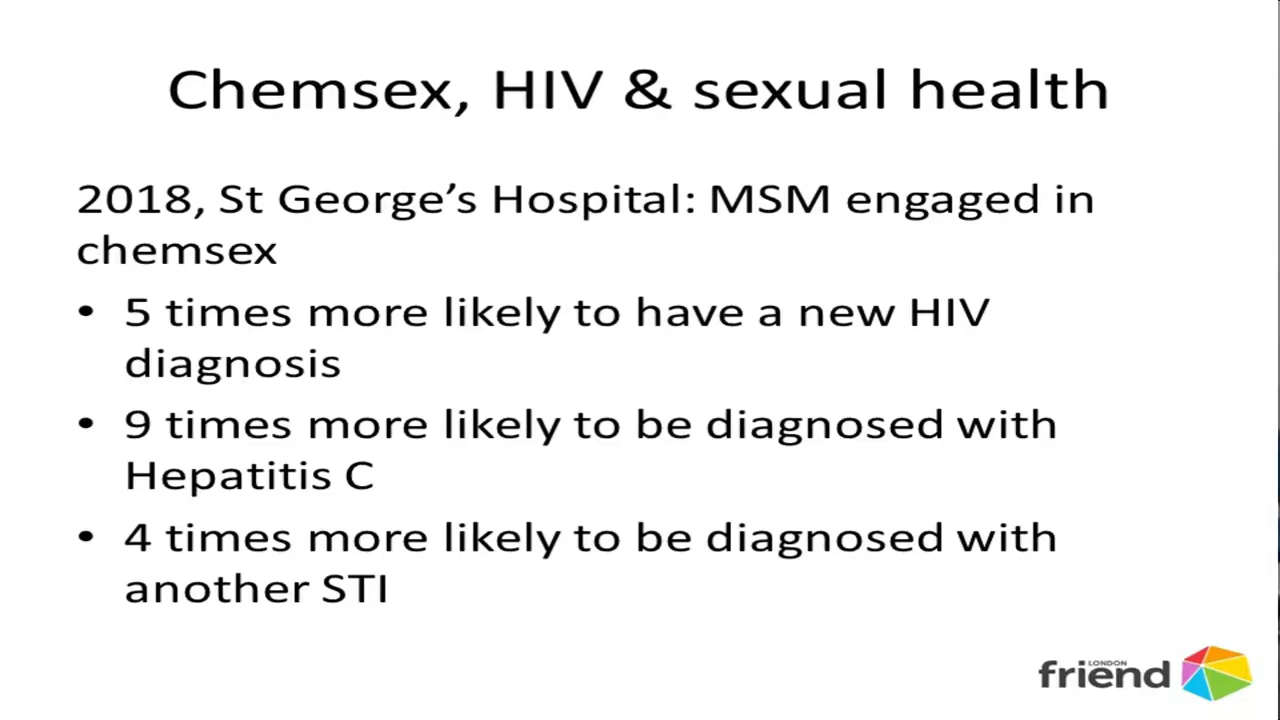 Chemsex, HIV & sexual health
2018, St George’s Hospital: MSM engaged in
chemsex
• 5 times more likely to have a new HIV
diagnosis
• 9 times more likely to be diagnosed with
Hepatitis C
• 4 times more likely to be diagnosed with
another STI
LONDON
friend